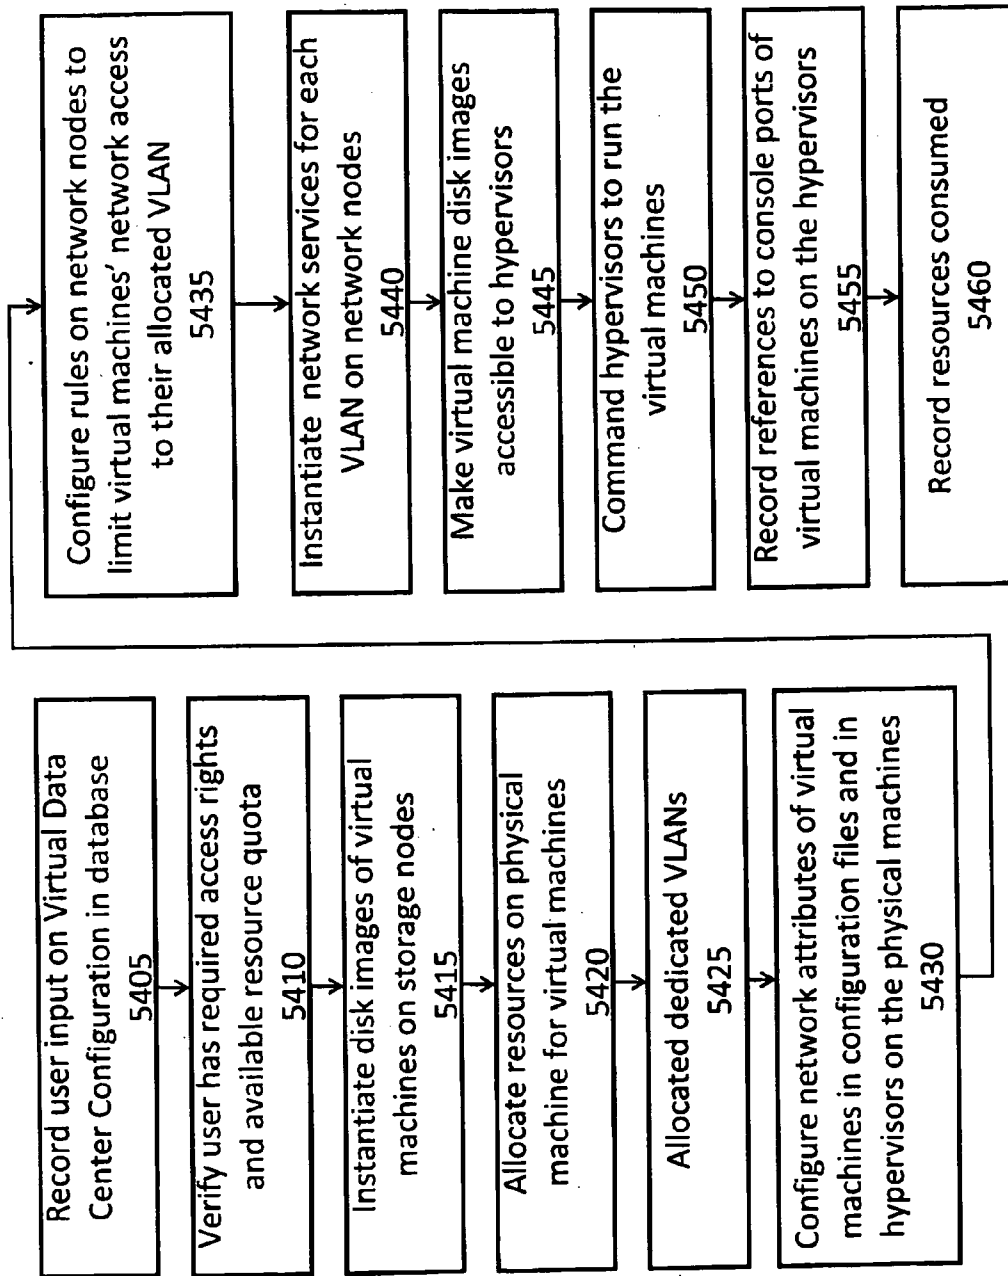 Record user input on Virtual Data
Center Configuration in database
5405
Verify user has required access rights
and available resource quota
5410
Instantiate disk images of virtual
machines on storage nodes
5415
Allocate resources on physical
machine for virtual machines
5420
Allocated dedicated VLANs
5425
Configure network attributes of virtual
machines in configuration files and in
hypervisors on the physical machines
5430
Configure rules on network nodes to
limit virtual machines' network access
to their allocated VLAN
5435
Instantiate network services for each
VLAN on network nodes
5440
Make virtual machine disk images
accessible to hypervisors
5445
Command hypervisors to run the
virtual machines
5450
Record references to console ports of
virtual machines on the hypervisors
5455
Record resources consumed
5460